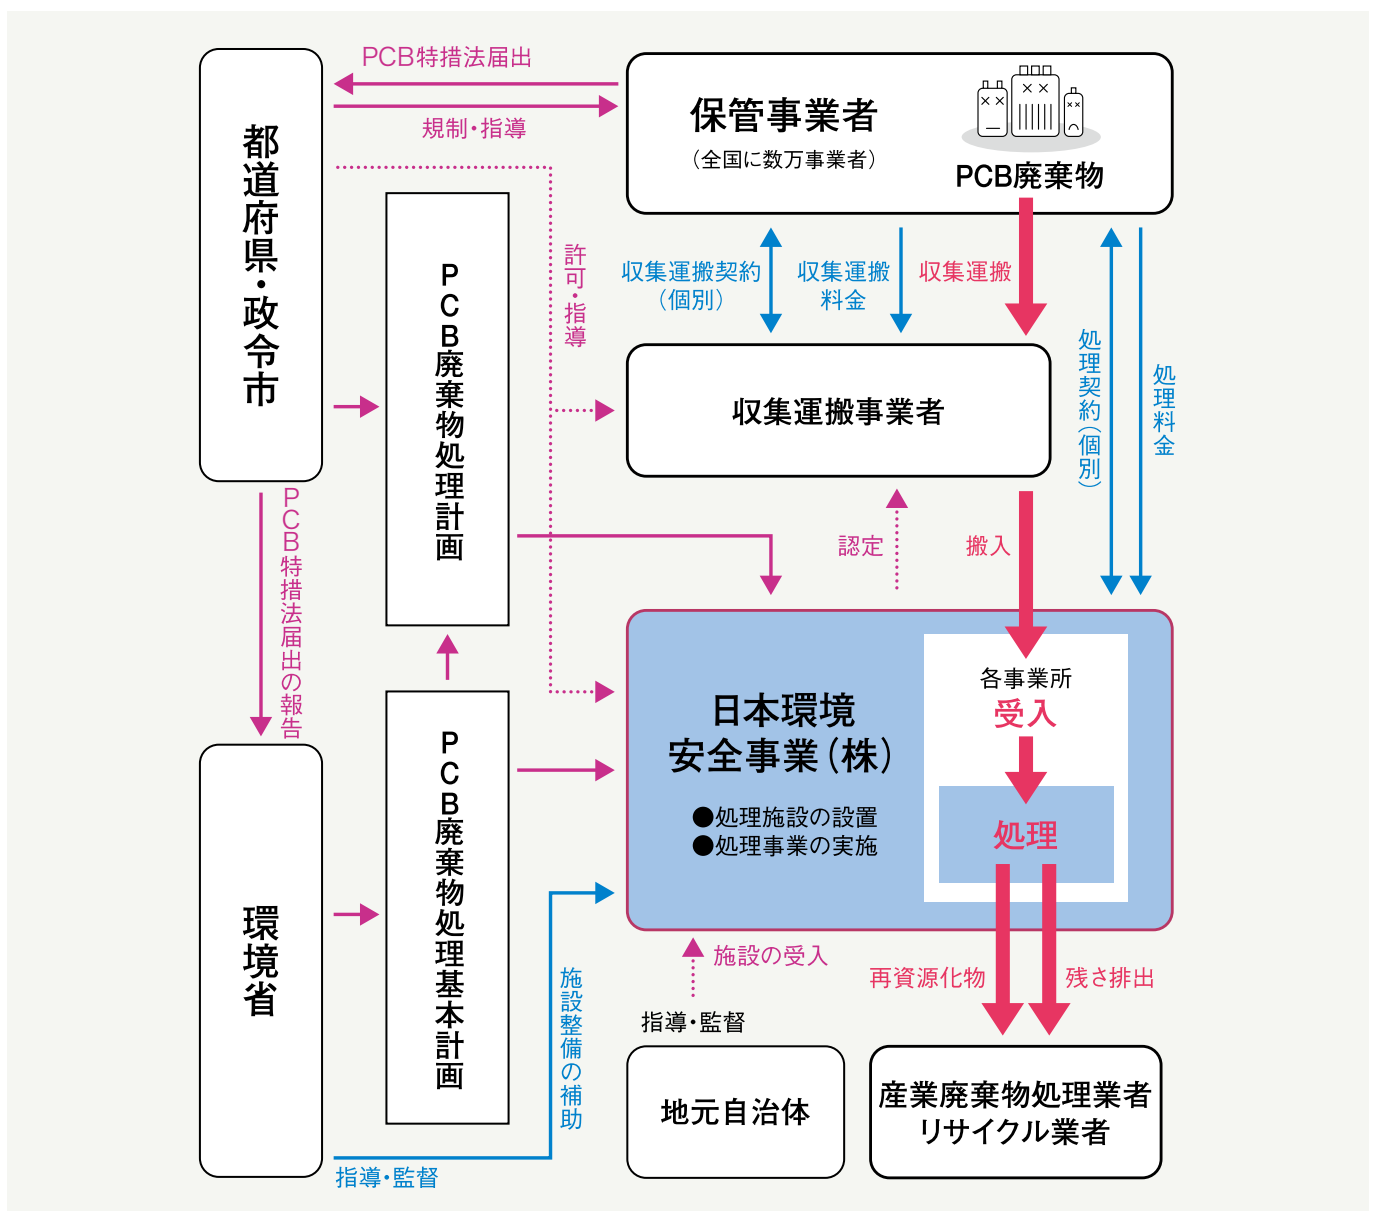 PCB特措法届出
規制・指導
都道府県・政令市
保管事業者
（全国に数万事業者）
PCB廃棄物
許可・指導
PCB廃棄物処理計画
収集運搬契約
（個別）
収集運搬
料金
収集運搬
処理契約（個別）
処理料金
収集運搬事業者
認定
搬入
PCB特措法届出の報告
環境省
PCB廃棄物処理基本計画
日本環境
安全事業（株）
●処理施設の設置
●処理事業の実施
各事業所
受入
処理
施設の受入
指導・監督
再資源化物
残さ排出
施設整備の補助
指導・監督
地元自治体
産業廃棄物処理業者
リサイクル業者